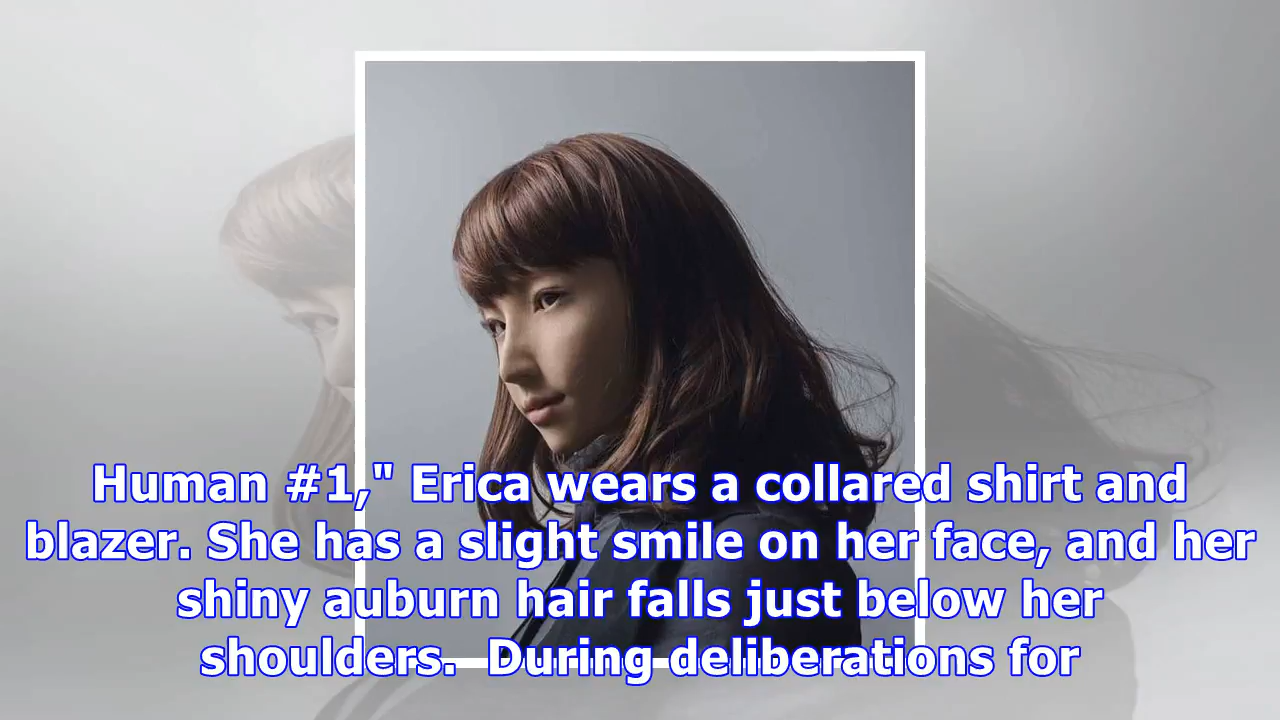 Human #1," Erica wears a collared shirt and
blazer. She has a slight smile on her face, and her
shiny auburn hair falls just below her
shoulders.  During deliberations for